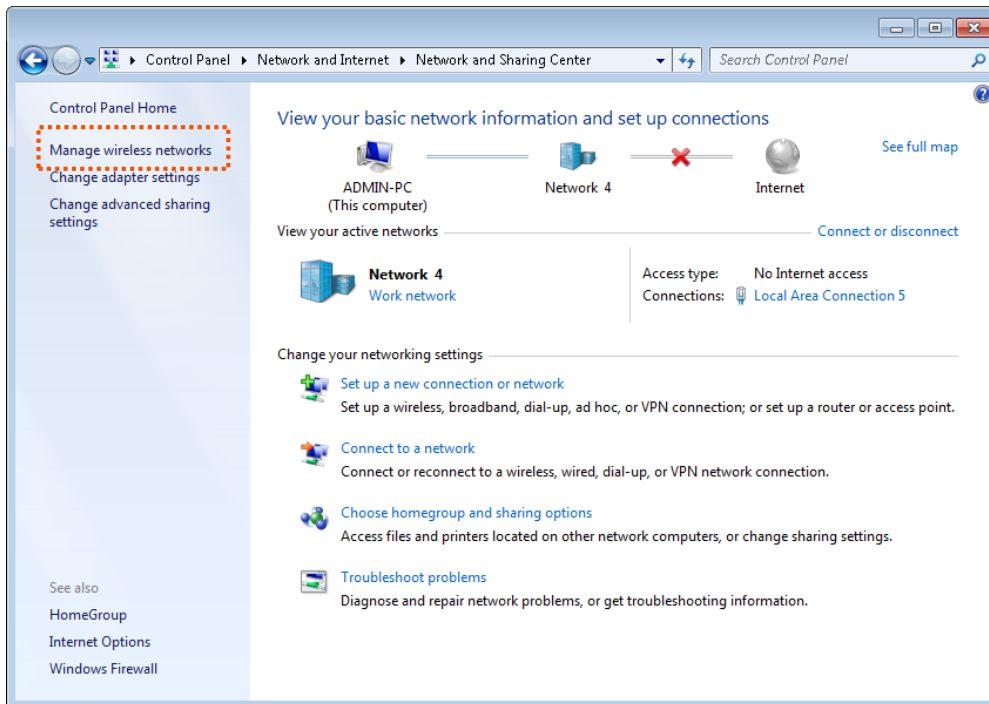 Control Panel Network and Internet Network and Sharing Center Search Control Panel
Control Panel Home
Manage wireless networks
Change adapter settings
Change advanced sharing
settings
See also
HomeGroup
Internet Options
Windows Firewall
View your basic network information and set up connections
See full map
ADMIN-PC
(This computer)
Network 4
Internet
View your active networks
Connect or disconnect
Network 4
Work network
Access type: No Internet access
Connections: Local Area Connection 5
Change your networking settings
Set up a new connection or network
Set up a wireless, broadband, dial-up, ad hoc, or VPN connection; or set up a router or access point.
Connect to a network
Connect or reconnect to a wireless, wired, dial-up, or VPN network connection.
Choose homegroup and sharing options
Access files and printers located on other network computers, or change sharing settings.
Troubleshoot problems
Diagnose and repair network problems, or get troubleshooting information.